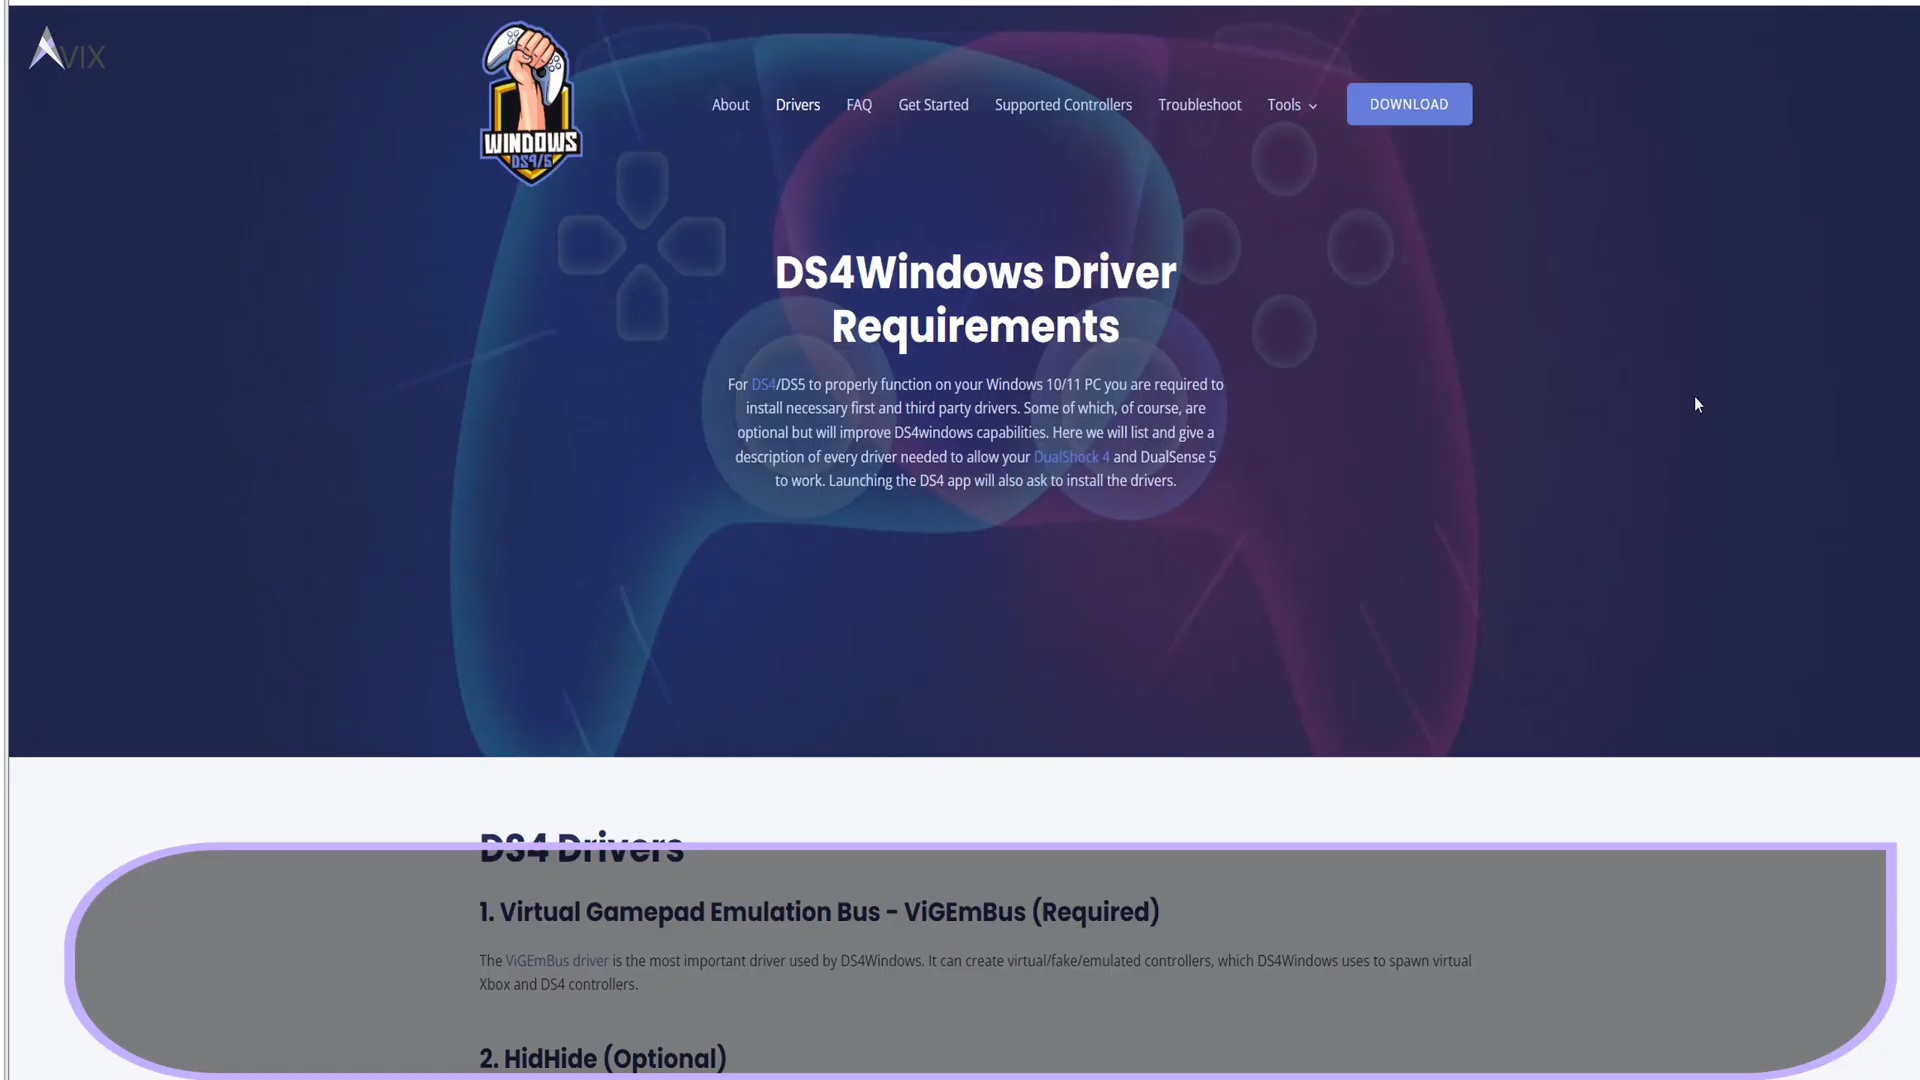 VIX
WINDOWS
DS4/5
About Drivers FAQ Get Started Supported Controllers Troubleshoot Tools DOWNLOAD
DS4Windows Driver
Requirements
For DS4/DS5 to properly function on your Windows 10/11 PC you are required to
install necessary first and third party drivers. Some of which, of course, are
optional but will improve DS4windows capabilities. Here we will list and give a
description of every driver needed to allow your DualShock 4 and DualSense 5
to work. Launching the DS4 app will also ask to install the drivers.
DS4 Drivers
1. Virtual Gamepad Emulation Bus - ViGEmBus (Required)
The ViGEmBus driver is the most important driver used by DS4Windows. It can create virtual/fake/emulated controllers, which DS4Windows uses to spawn virtual
Xbox and DS4 controllers.
2. HidHide (Optional)